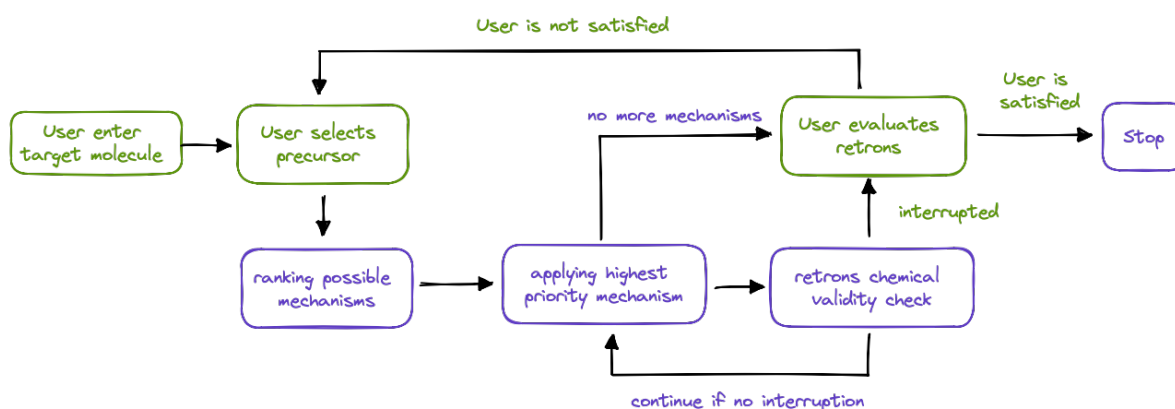 User is not satisfied
User enter
target molecule
User selects
precursor
no more mechanisms
User evaluates
retrons
User is
satisfied
Stop
interrupted
ranking possible
mechanisms
applying highest
priority mechanism
retrons chemical
validity check
continue if no interruption